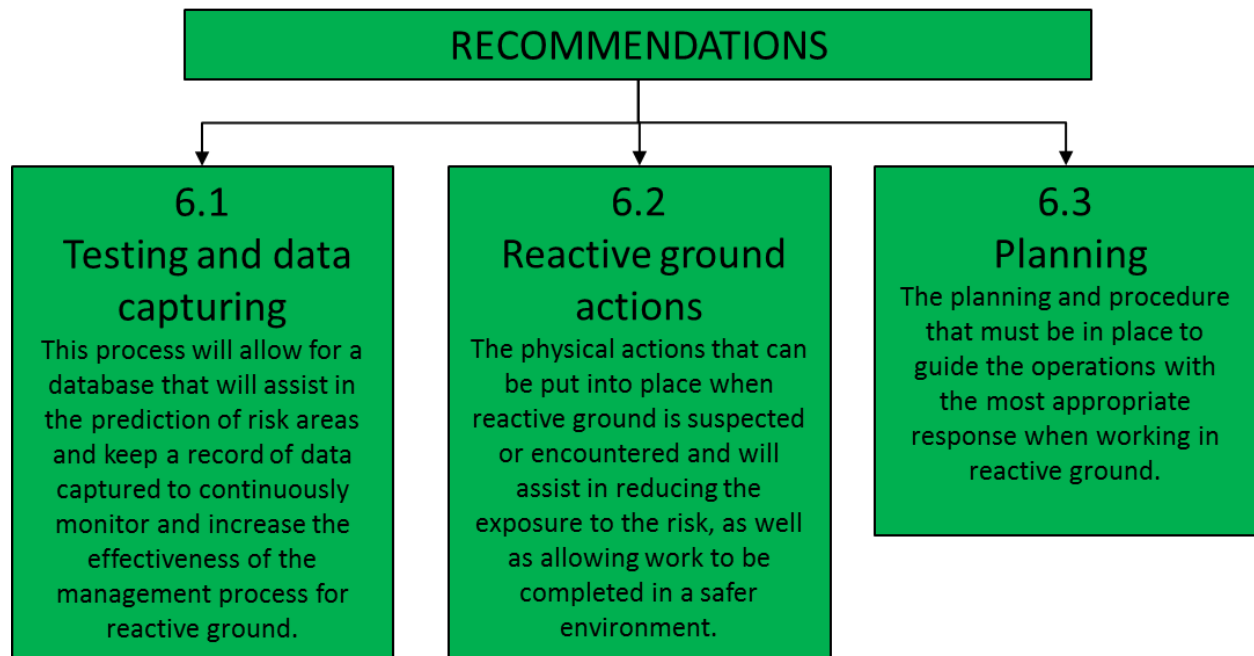 RECOMMENDATIONS
6.1
Testing and data
capturing
This process will allow for a
database that will assist in
the prediction of risk areas
and keep a record of data
captured to continuously
monitor and increase the
effectiveness of the
management process for
reactive ground.
6.2
Reactive ground
actions
The physical actions that can
be put into place when
reactive ground is suspected
or encountered and will
assist in reducing the
exposure to the risk, as well
as allowing work to be
completed in a safer
environment.
6.3
Planning
The planning and procedure
that must be in place to
guide the operations with
the most appropriate
response when working in
reactive ground.